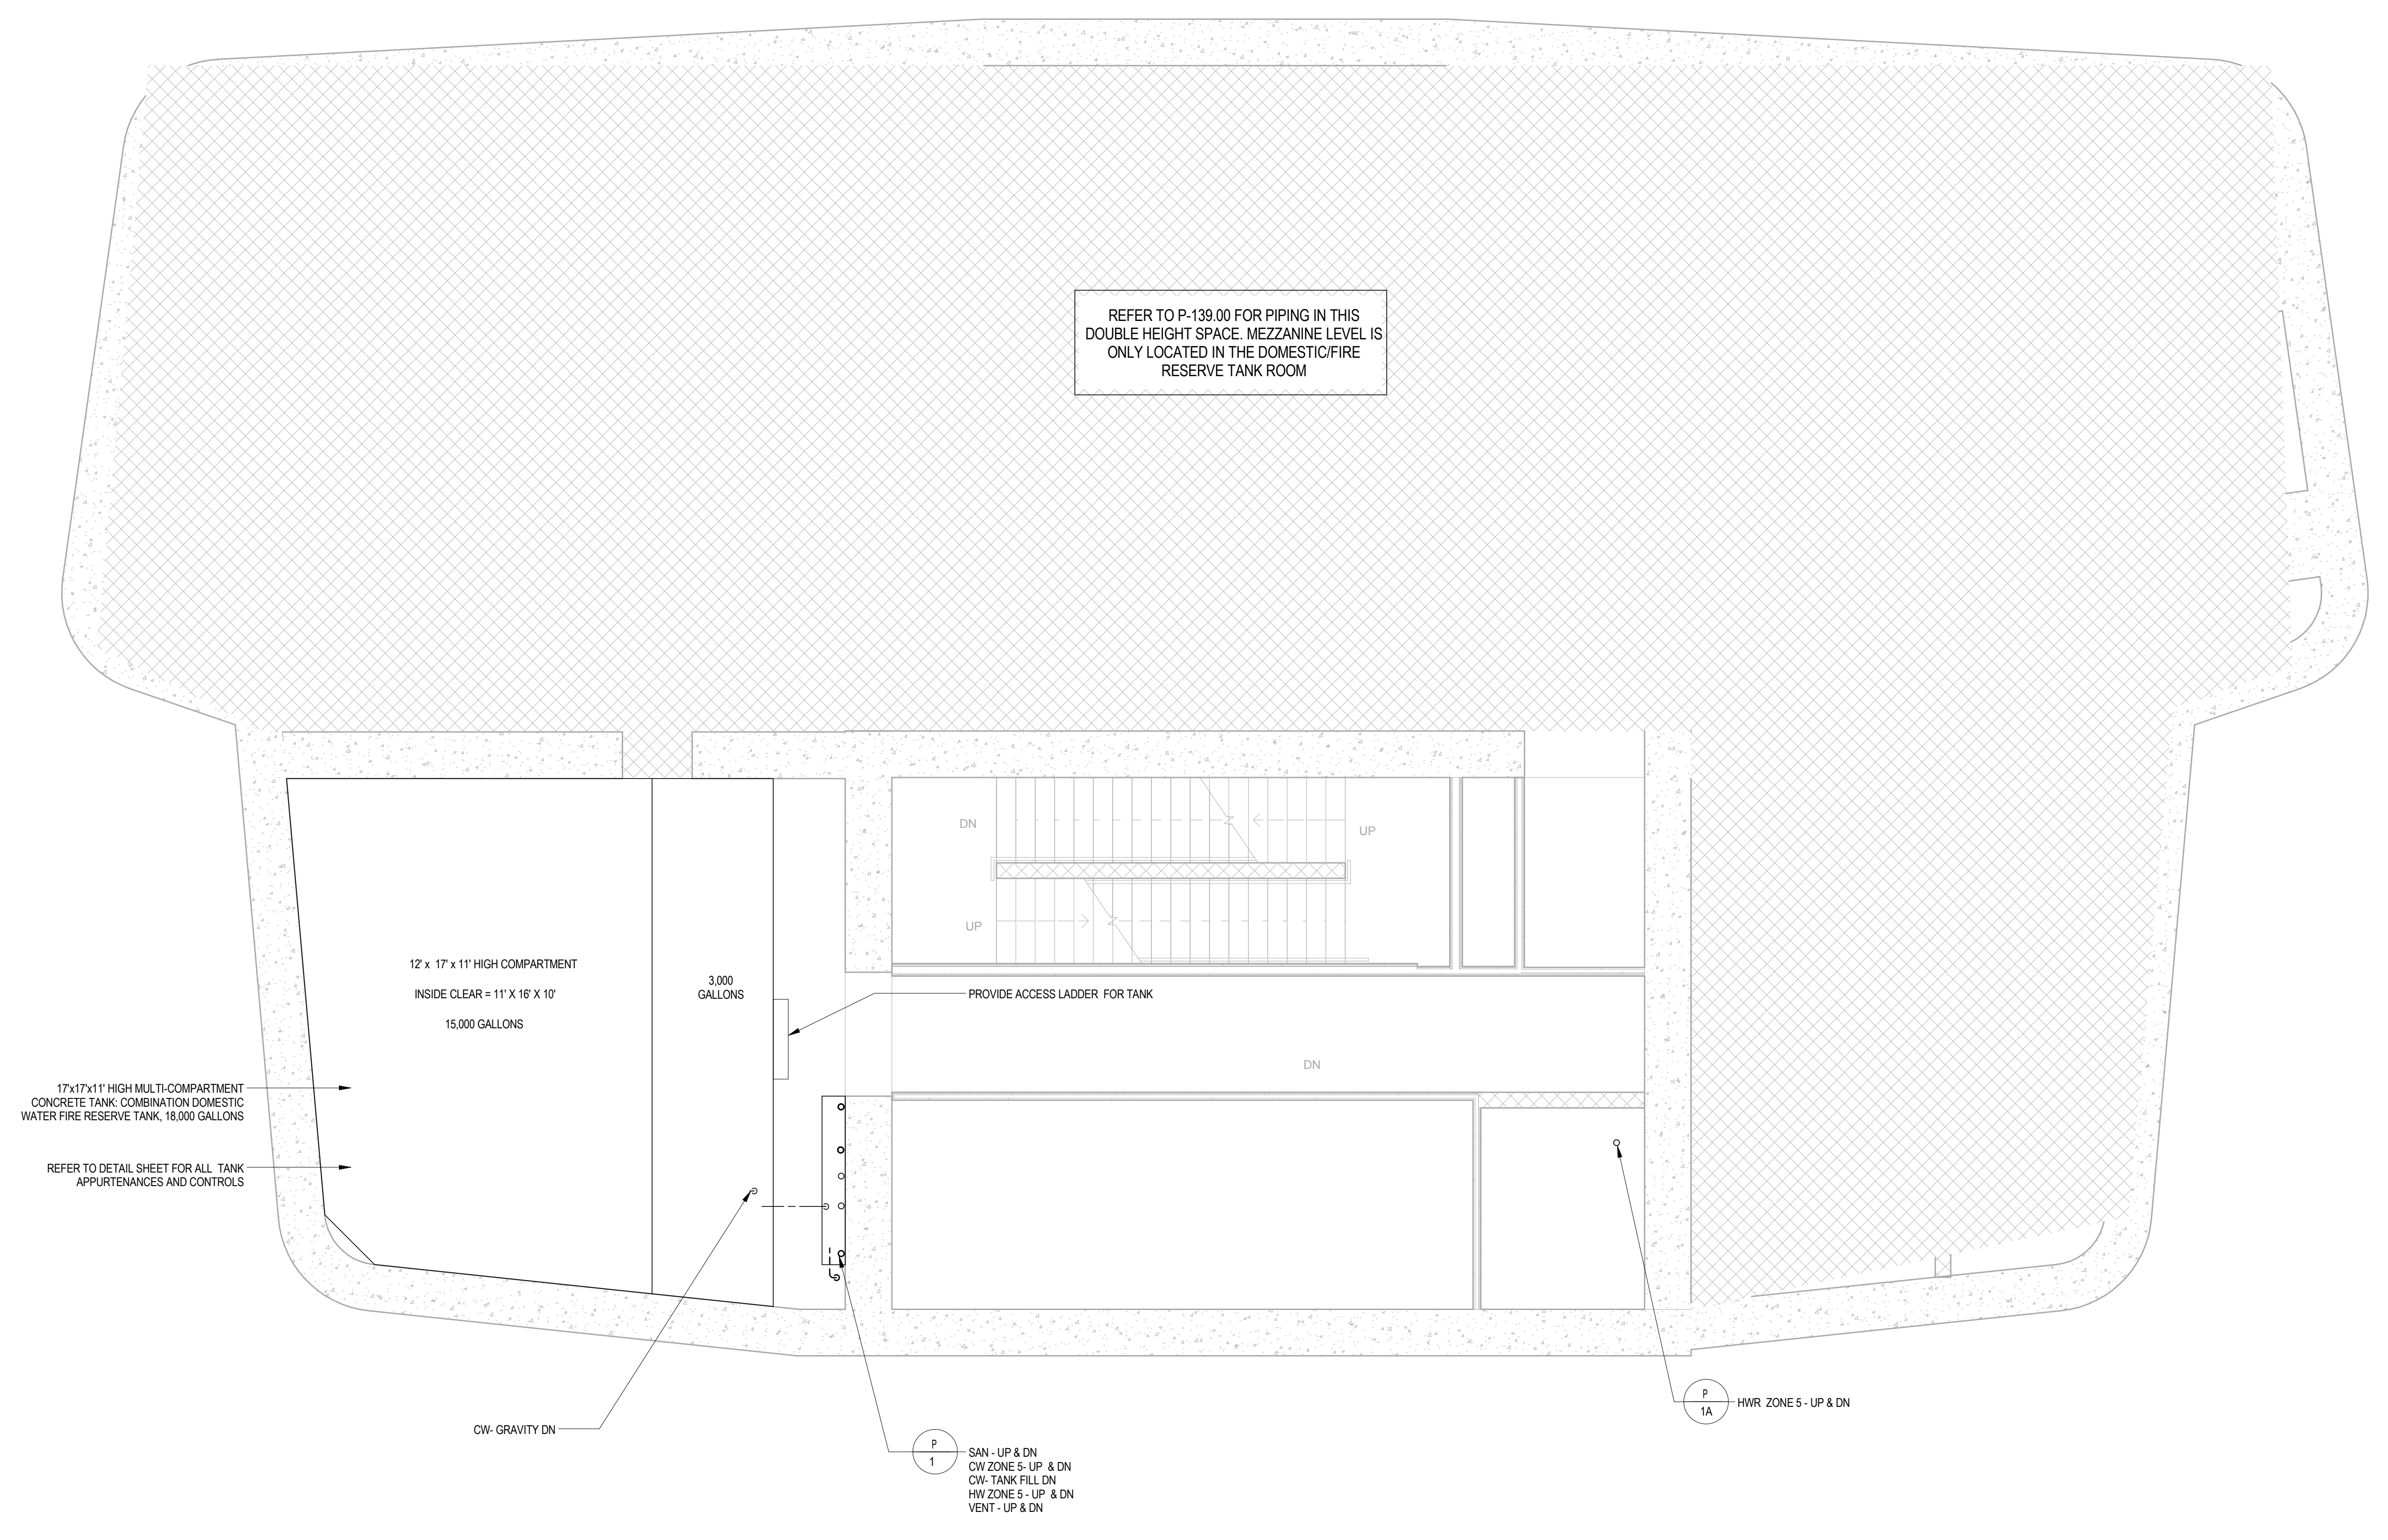 REFER TO P-139.00 FOR PIPING IN THIS
DOUBLE HEIGHT SPACE. MEZZANINE LEVEL IS
ONLY LOCATED IN THE DOMESTIC/FIRE
RESERVE TANK ROOM
DN
UP
UP
12' x 17' x 11' HIGH COMPARTMENT
INSIDE CLEAR = 11' X 16' X 10'
15,000 GALLONS
3,000
GALLONS
PROVIDE ACCESS LADDER FOR TANK
DN
17'x17'x11' HIGH MULTI-COMPARTMENT
CONCRETE TANK: COMBINATION DOMESTIC
WATER FIRE RESERVE TANK, 18,000 GALLONS
REFER TO DETAIL SHEET FOR ALL TANK
APPURTENANCES AND CONTROLS
CW- GRAVITY DN
P
1
SAN - UP & DN
CW ZONE 5- UP & DN
CW- TANK FILL DN
HW ZONE 5 - UP & DN
VENT - UP & DN
P
1A
HWR ZONE 5 - UP & DN